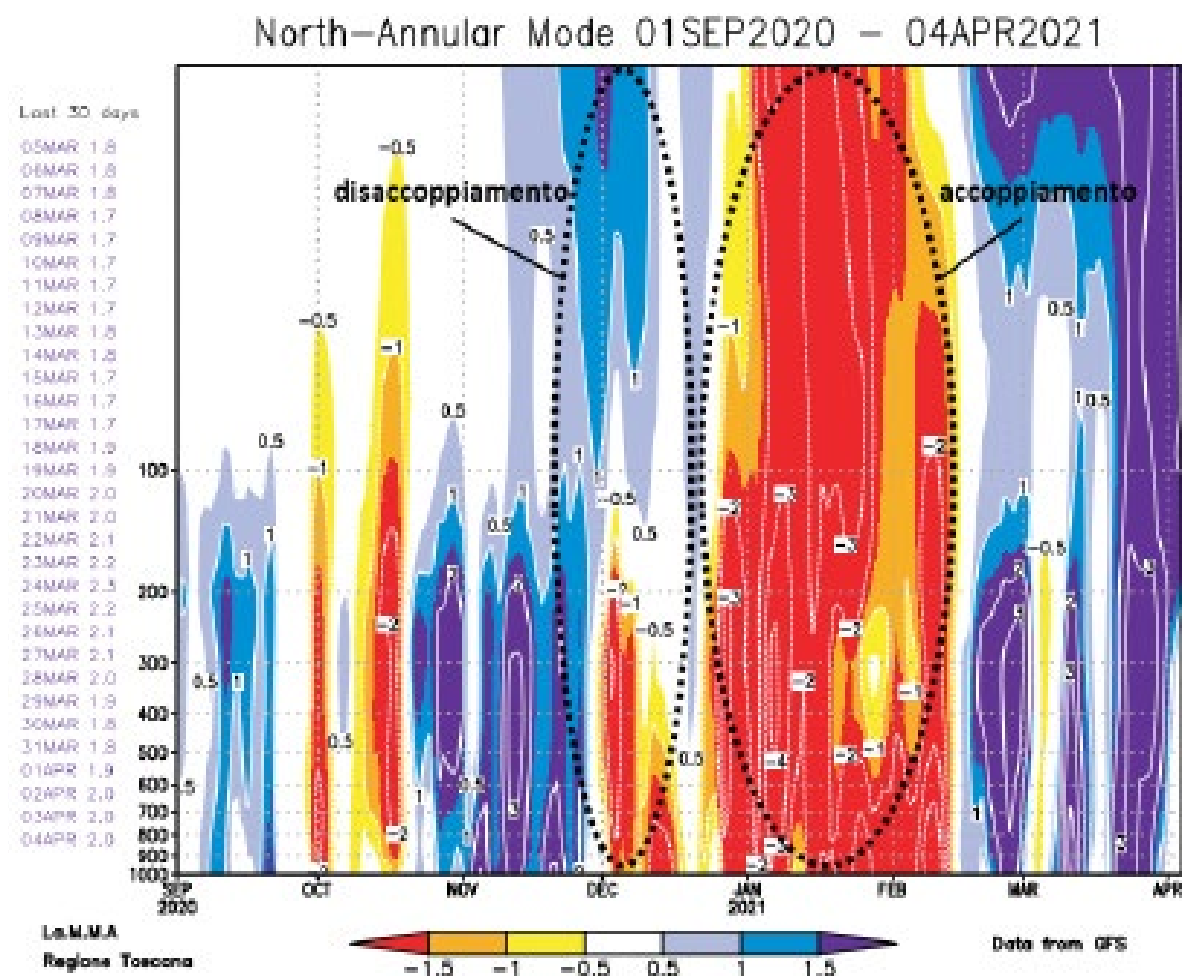 North-Annular Mode 01SEP2020 - 04APR2021
Last 30 days
05MAR 1.8
06MAR 1.8
07MAR 1.8
08MAR 1.7
09MAR 1.7
10MAR 1.7
11MAR 1.7
12MAR 1.7
13MAR 1.8
14MAR 1.8
15MAR 1.7
16MAR 1.7
17MAR 1.7
18MAR 1.9
19MAR 1.9
20MAR 2.0
21MAR 2.0
22MAR 2.1
23MAR 2.2
24MAR 2.3
25MAR 2.2
26MAR 2.1
27MAR 2.1
28MAR 2.0
29MAR 1.9
30MAR 1.8
31MAR 1.8
01APR 1.9
02APR 2.0
03APR 2.0
04APR 2.0
disaccoppiamento
accoppiamento
100
200
300
400
500
600
700
800
900
1000
SEP OCT NOV DEC JAN FEB MAR APR
2020 2021
La.M.M.A
Regione Toscana
-1.5 -1 -0.5 0.5 1 1.5
Data from GFS